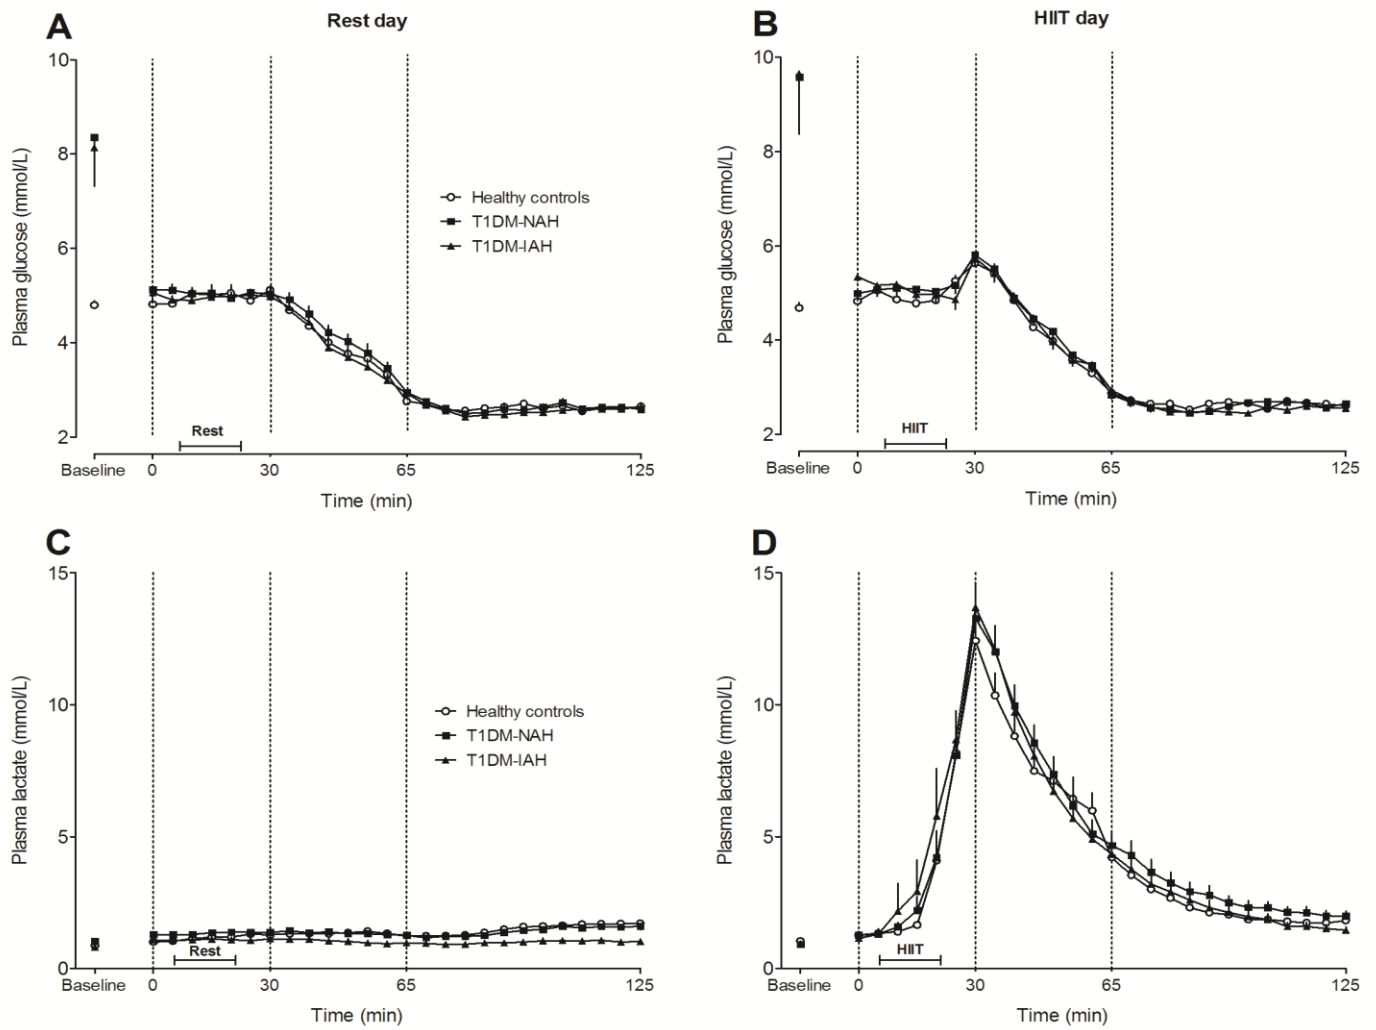 A
Rest day
10
8
6
4
2
Plasma glucose (mmol/L)
Healthy controls
T1DM-NAH
T1DM-IAH
Rest
Baseline 0 30 65 125
Time (min)
B
HIIT day
10
8
6
4
2
Plasma glucose (mmol/L)
HIIT
Baseline 0 30 65 125
Time (min)
C
15
10
5
0
Plasma lactate (mmol/L)
Healthy controls
T1DM-NAH
T1DM-IAH
Rest
Baseline 0 30 65 125
Time (min)
D
15
10
5
0
Plasma lactate (mmol/L)
HIIT
Baseline 0 30 65 125
Time (min)